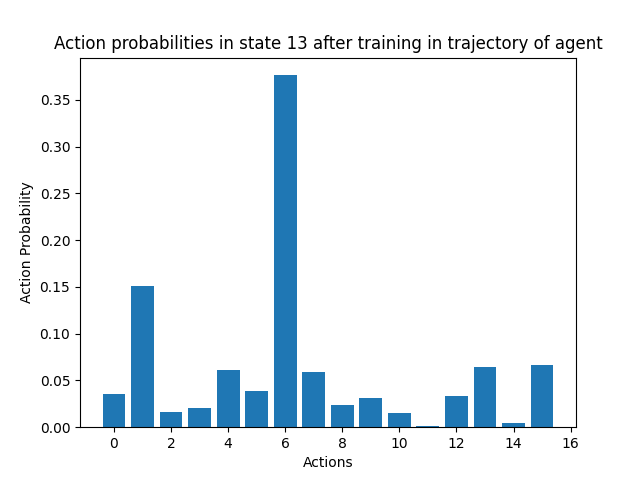 Action probabilities in state 13 after training in trajectory of agent
0.35
0.30
0.25
0.20
0.15
0.10
0.05
0.00
Action Probability
0 2 4 6 8 10 12 14 16
Actions